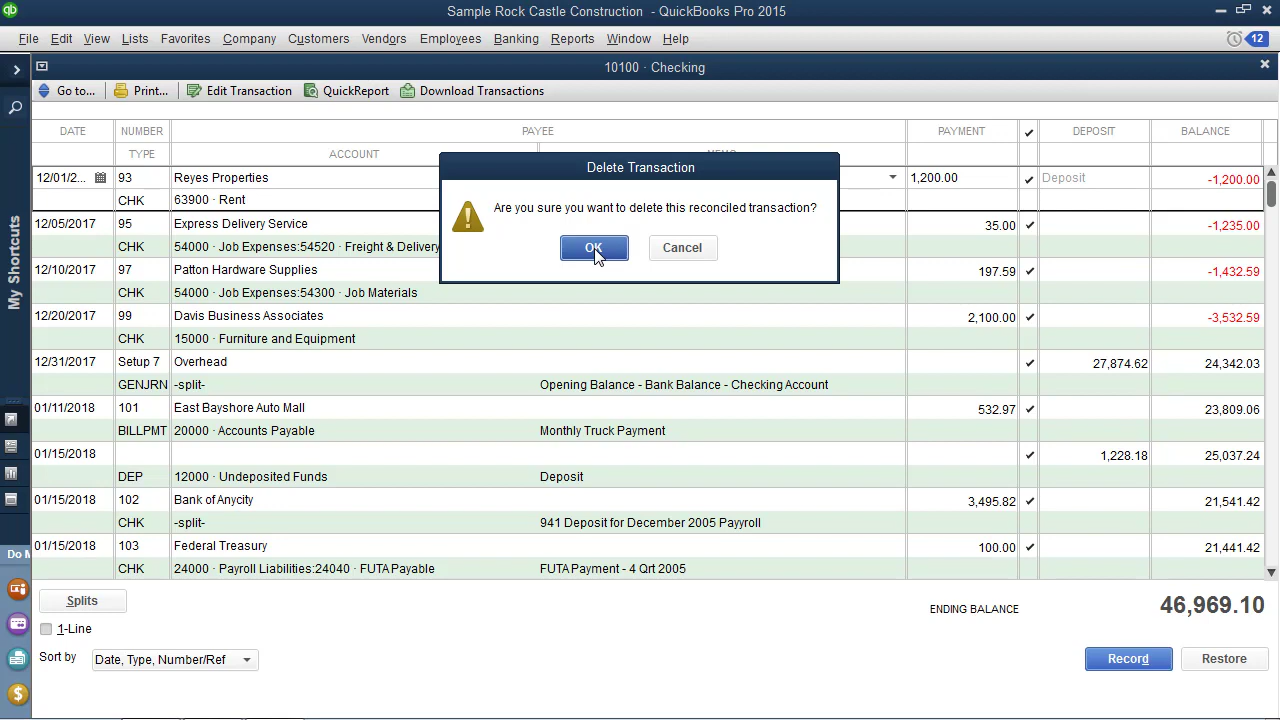 qb Sample Rock Castle Construction - QuickBooks Pro 2015
File Edit View Lists Favorites Company Customers Vendors Employees Banking Reports Window Help 12
10100 · Checking
Go to... Print... Edit Transaction QuickReport Download Transactions
DATE NUMBER PAYEE PAYMENT ✓ DEPOSIT BALANCE
TYPE ACCOUNT MEMO
Delete Transaction
Are you sure you want to delete this reconciled transaction?
OK Cancel
12/01/2... 93 Reyes Properties 1,200.00 ✓ Deposit -1,200.00
CHK 63900 · Rent
12/05/2017 95 Express Delivery Service 35.00 ✓ -1,235.00
CHK 54000 · Job Expenses:54520 · Freight & Delivery
12/10/2017 97 Patton Hardware Supplies 197.59 ✓ -1,432.59
CHK 54000 · Job Expenses:54300 · Job Materials
12/20/2017 99 Davis Business Associates 2,100.00 ✓ -3,532.59
CHK 15000 · Furniture and Equipment
12/31/2017 Setup 7 Overhead ✓ 27,874.62 24,342.03
GENJRN -split- Opening Balance - Bank Balance - Checking Account
01/11/2018 101 East Bayshore Auto Mall 532.97 ✓ 23,809.06
BILLPMT 20000 · Accounts Payable Monthly Truck Payment
01/15/2018 ✓ 1,228.18 25,037.24
DEP 12000 · Undeposited Funds Deposit
01/15/2018 102 Bank of Anycity 3,495.82 ✓ 21,541.42
CHK -split- 941 Deposit for December 2005 Payyroll
01/15/2018 103 Federal Treasury 100.00 ✓ 21,441.42
CHK 24000 · Payroll Liabilities:24040 · FUTA Payable FUTA Payment - 4 Qrt 2005
My Shortcuts
Do M
Splits
ENDING BALANCE 46,969.10
1-Line
Sort by Date, Type, Number/Ref
Record Restore